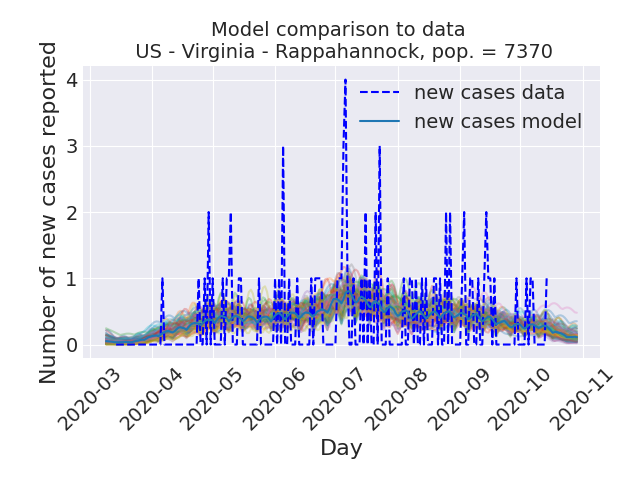 Model comparison to data
US - Virginia - Rappahannock, pop. = 7370
Number of new cases reported
4
3
2
1
0
new cases data
new cases model
2020-03
2020-04
2020-05
2020-06
2020-07
2020-08
2020-09
2020-10
2020-11
Day